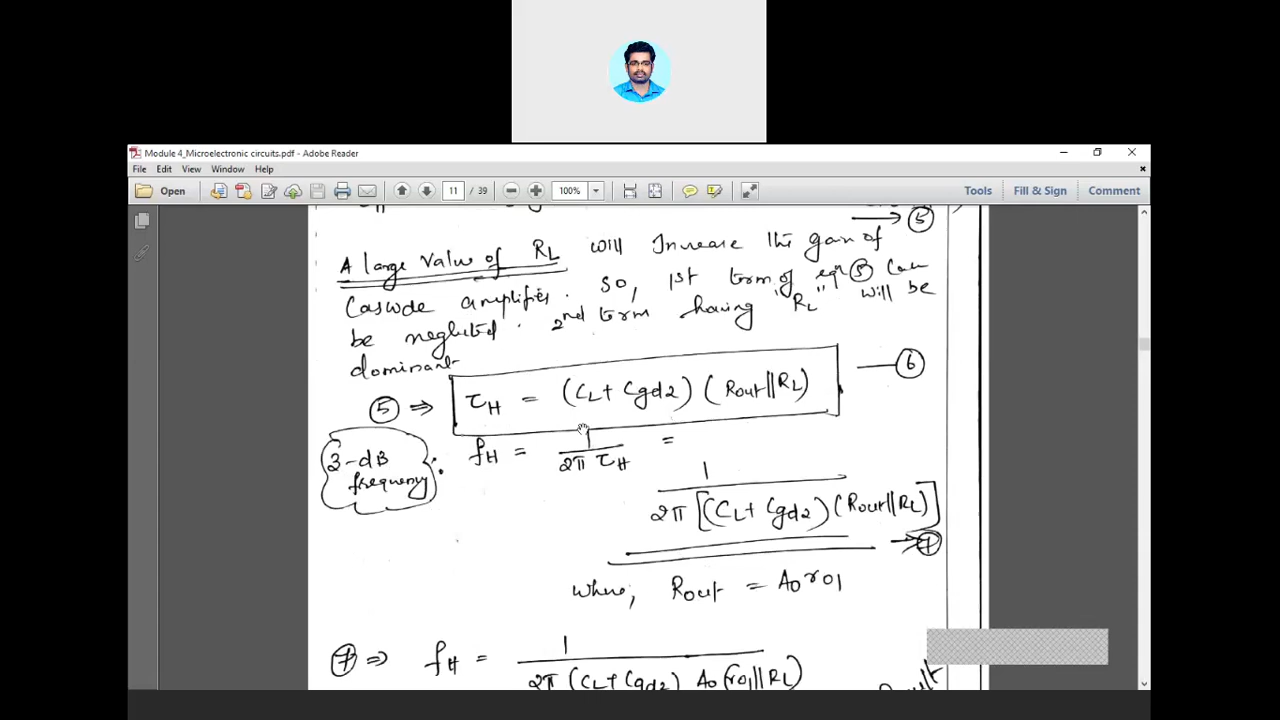 Module 4_Microelectronic circuits.pdf - Adobe Reader
File Edit View Window Help
Open 11 / 39 100% Tools Fill & Sign Comment
→ ⑤
A large value of RL will Increase the gain of
Cascode amplifier. So, 1st term of eqn ⑤ can
be neglected. 2nd term having "RL" will be
dominant
⑤ ⇒ τH = (CL + Cgd2) (Rout||RL) — ⑥
3-dB frequency : fH = 1 / 2π τH =
1 / 2π [(CL + Cgd2) (Rout||RL)] → ⑦
where, Rout = A0 r01
⑦ ⇒ fH = 1 / 2π (CL + Cgd2) A0 (r01||RL)